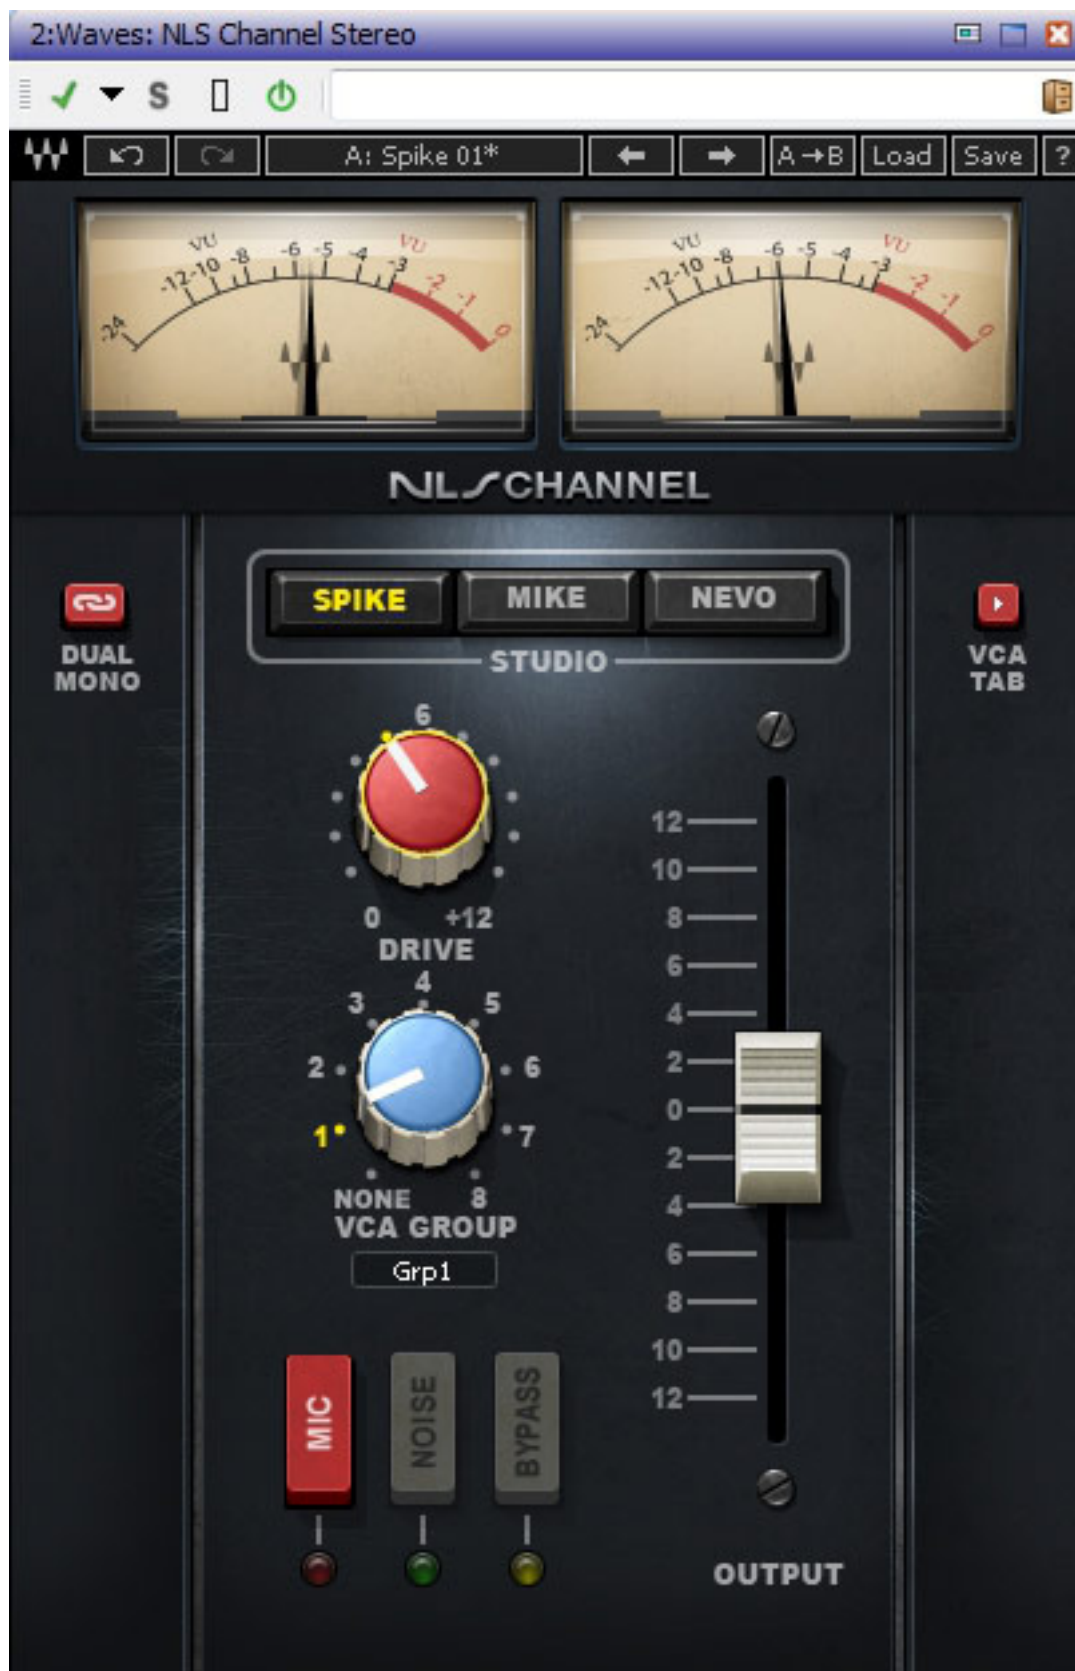 2:Waves: NLS Channel Stereo
S
A: Spike 01*
A→B Load Save ?
VU -24 -12 -10 -8 -6 -5 -4 -3 -2 -1 0 VU
VU -24 -12 -10 -8 -6 -5 -4 -3 -2 -1 0 VU
NLS CHANNEL
SPIKE MIKE NEVO
STUDIO
DUAL
MONO
VCA
TAB
6
0 +12
DRIVE
4
3 5
2 6
1 7
NONE 8
VCA GROUP
Grp1
MIC NOISE BYPASS
12
10
8
6
4
2
0
2
4
6
8
10
12
OUTPUT